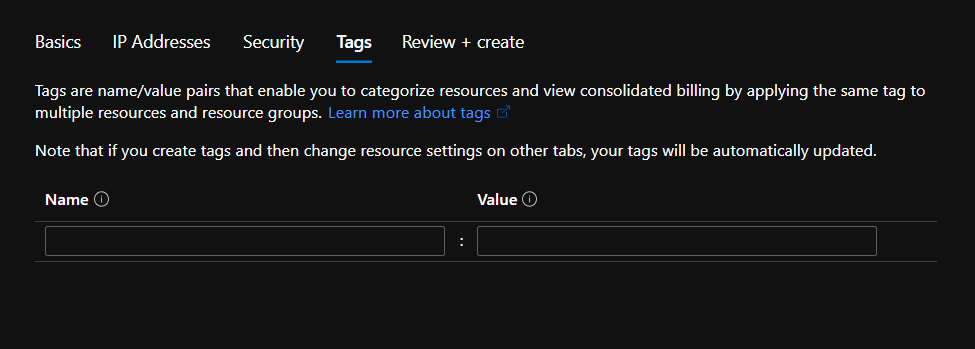 Basics IP Addresses Security Tags Review + create
Tags are name/value pairs that enable you to categorize resources and view consolidated billing by applying the same tag to
multiple resources and resource groups. Learn more about tags
Note that if you create tags and then change resource settings on other tabs, your tags will be automatically updated.
Name Value
: